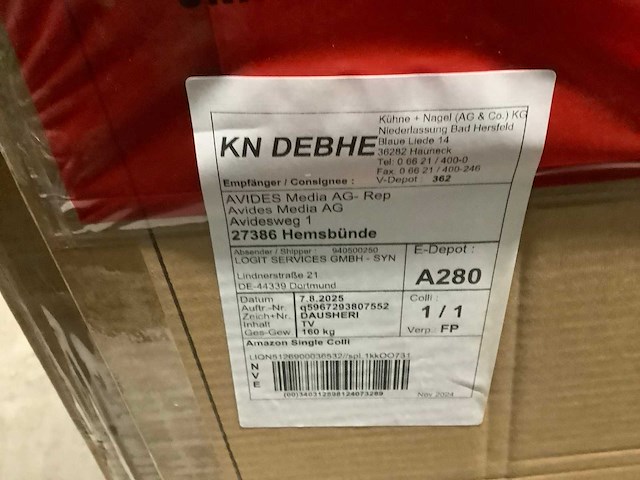 KN DEBHE
Kühne + Nagel (AG & Co.) KG
Niederlassung Bad Hersfeld
Blaue Liede 14
36282 Hauneck
Tel: 0 66 21 / 400-0
Fax. 0 66 21 / 400-246
Empfänger / Consignee :
V-Depot : 362
AVIDES Media AG- Rep
Avides Media AG
Avidesweg 1
27386 Hemsbünde
Absender / Shipper : 940500250
LOGIT SERVICES GMBH - SYN
Lindnerstraße 21
DE-44339 Dortmund
E-Depot :
A280
Datum 7.8.2025
Auftr.-Nr. q5967293807552
Zeich+Nr. DAUSHERI
Inhalt TV
Ges-Gew. 160 kg
Colli :
1 / 1
Verp. FP
Amazon Single Colli
NVE
(00)340312898124073289
Nov 2024